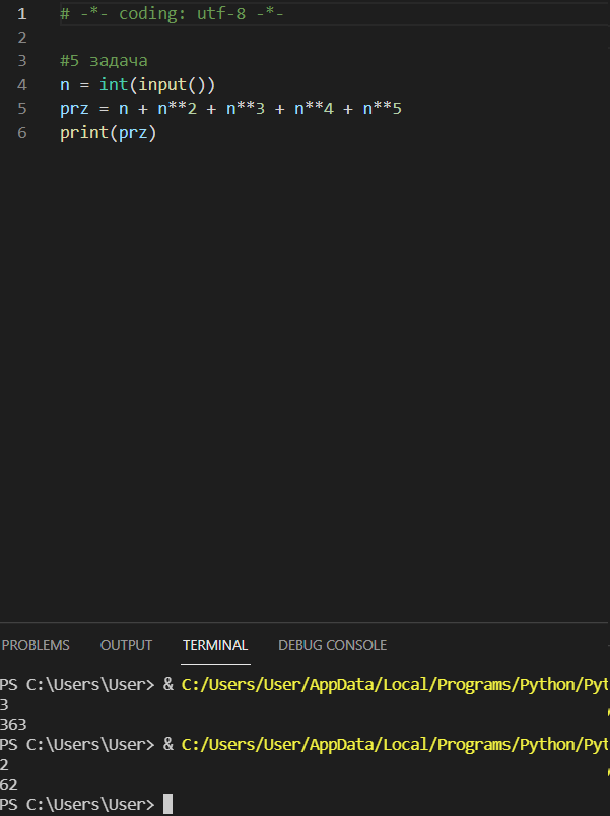 1 # -*- coding: utf-8 -*-
2
3 #5 задача
4 n = int(input())
5 prz = n + n**2 + n**3 + n**4 + n**5
6 print(prz)
PROBLEMS OUTPUT TERMINAL DEBUG CONSOLE
PS C:\Users\User> & C:/Users/User/AppData/Local/Programs/Python/Pyt
3
363
PS C:\Users\User> & C:/Users/User/AppData/Local/Programs/Python/Pyt
2
62
PS C:\Users\User>